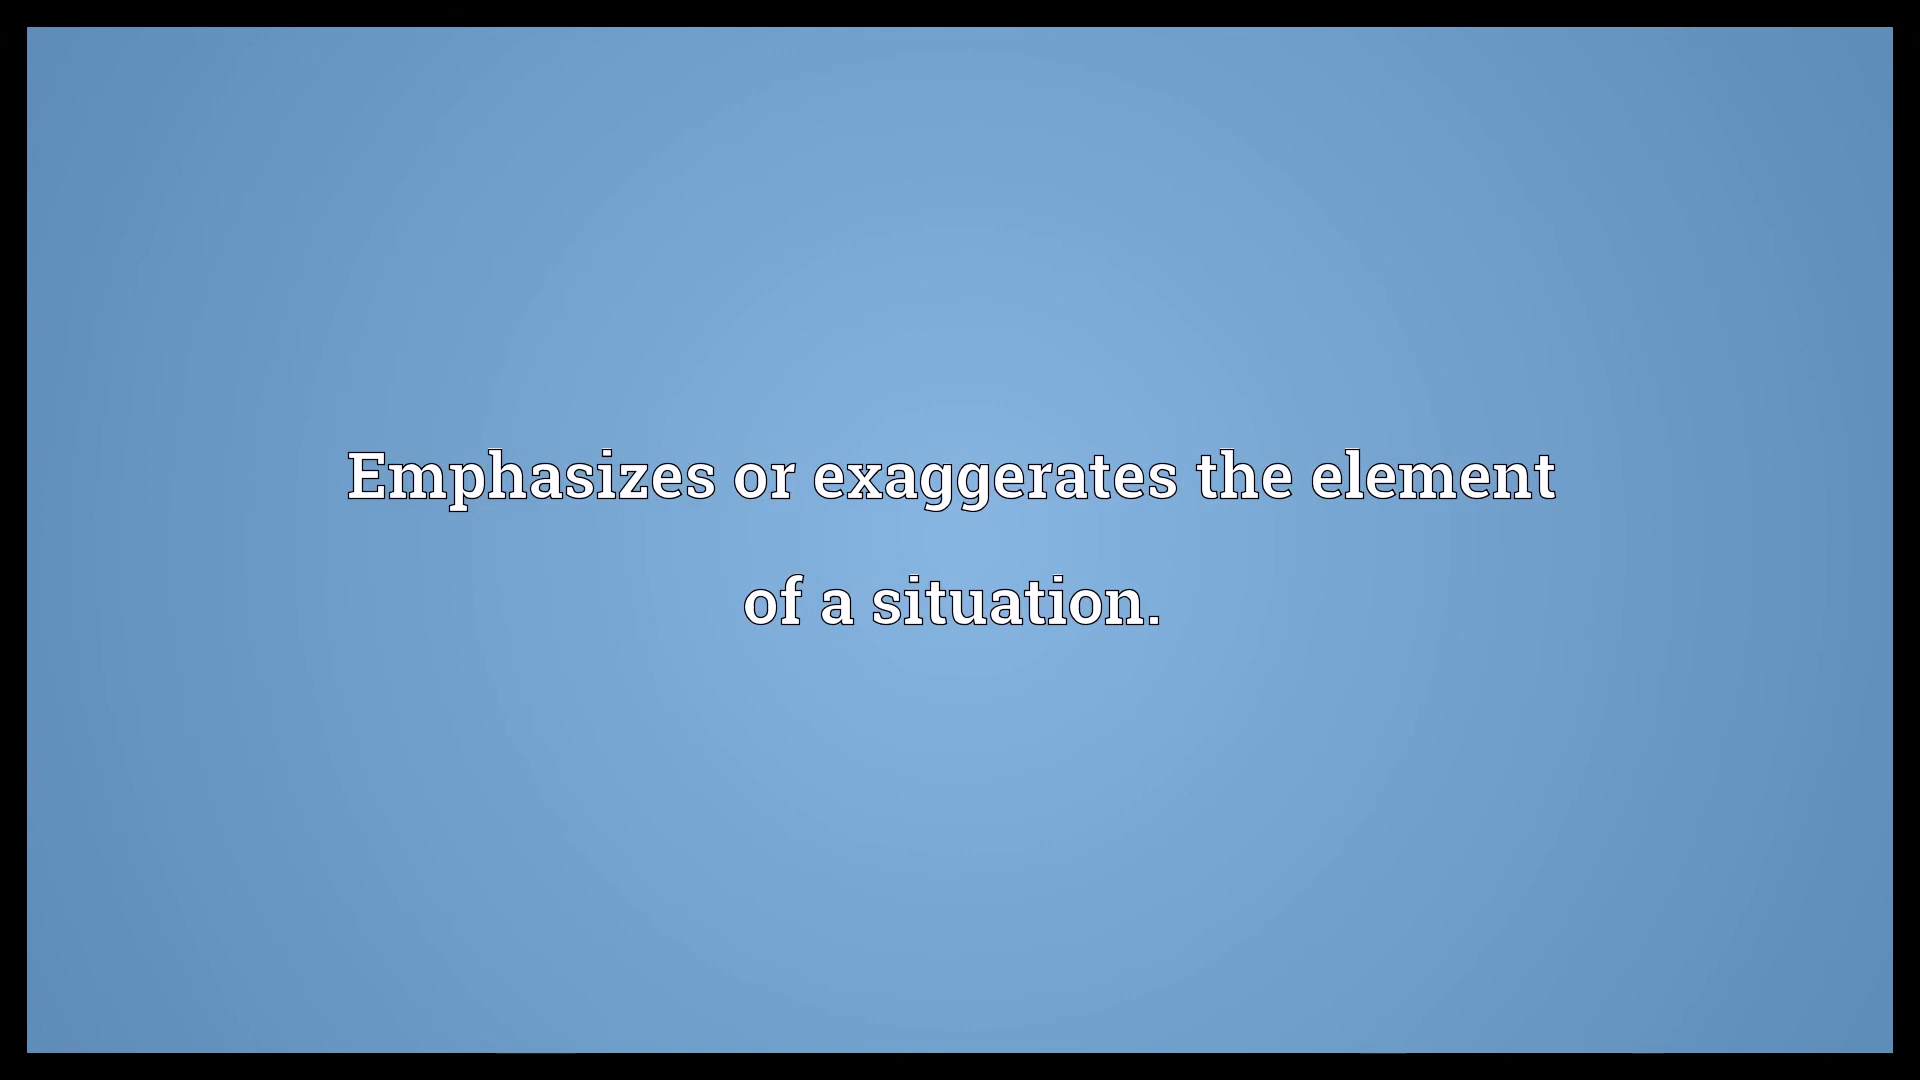 Emphasizes or exaggerates the element
of a situation.